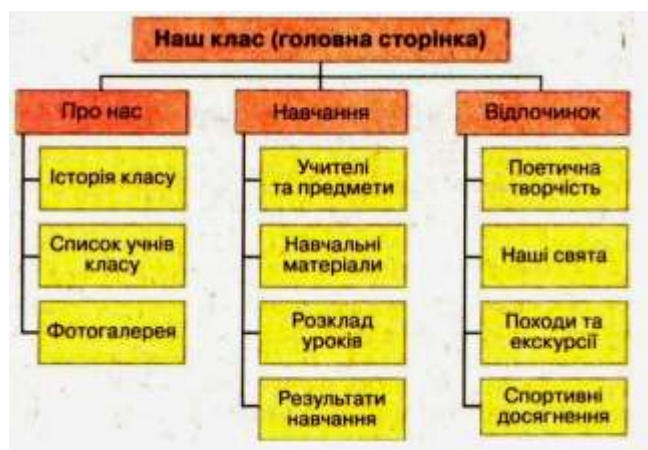 Наш клас (головна сторінка)
Про нас
Історія класу
Список учнів
класу
Фотогалерея
Навчання
Учителі
та предмети
Навчальні
матеріали
Розклад
уроків
Результати
навчання
Відпочинок
Поетична
творчість
Наші свята
Походи та
екскурсії
Спортивні
досягнення